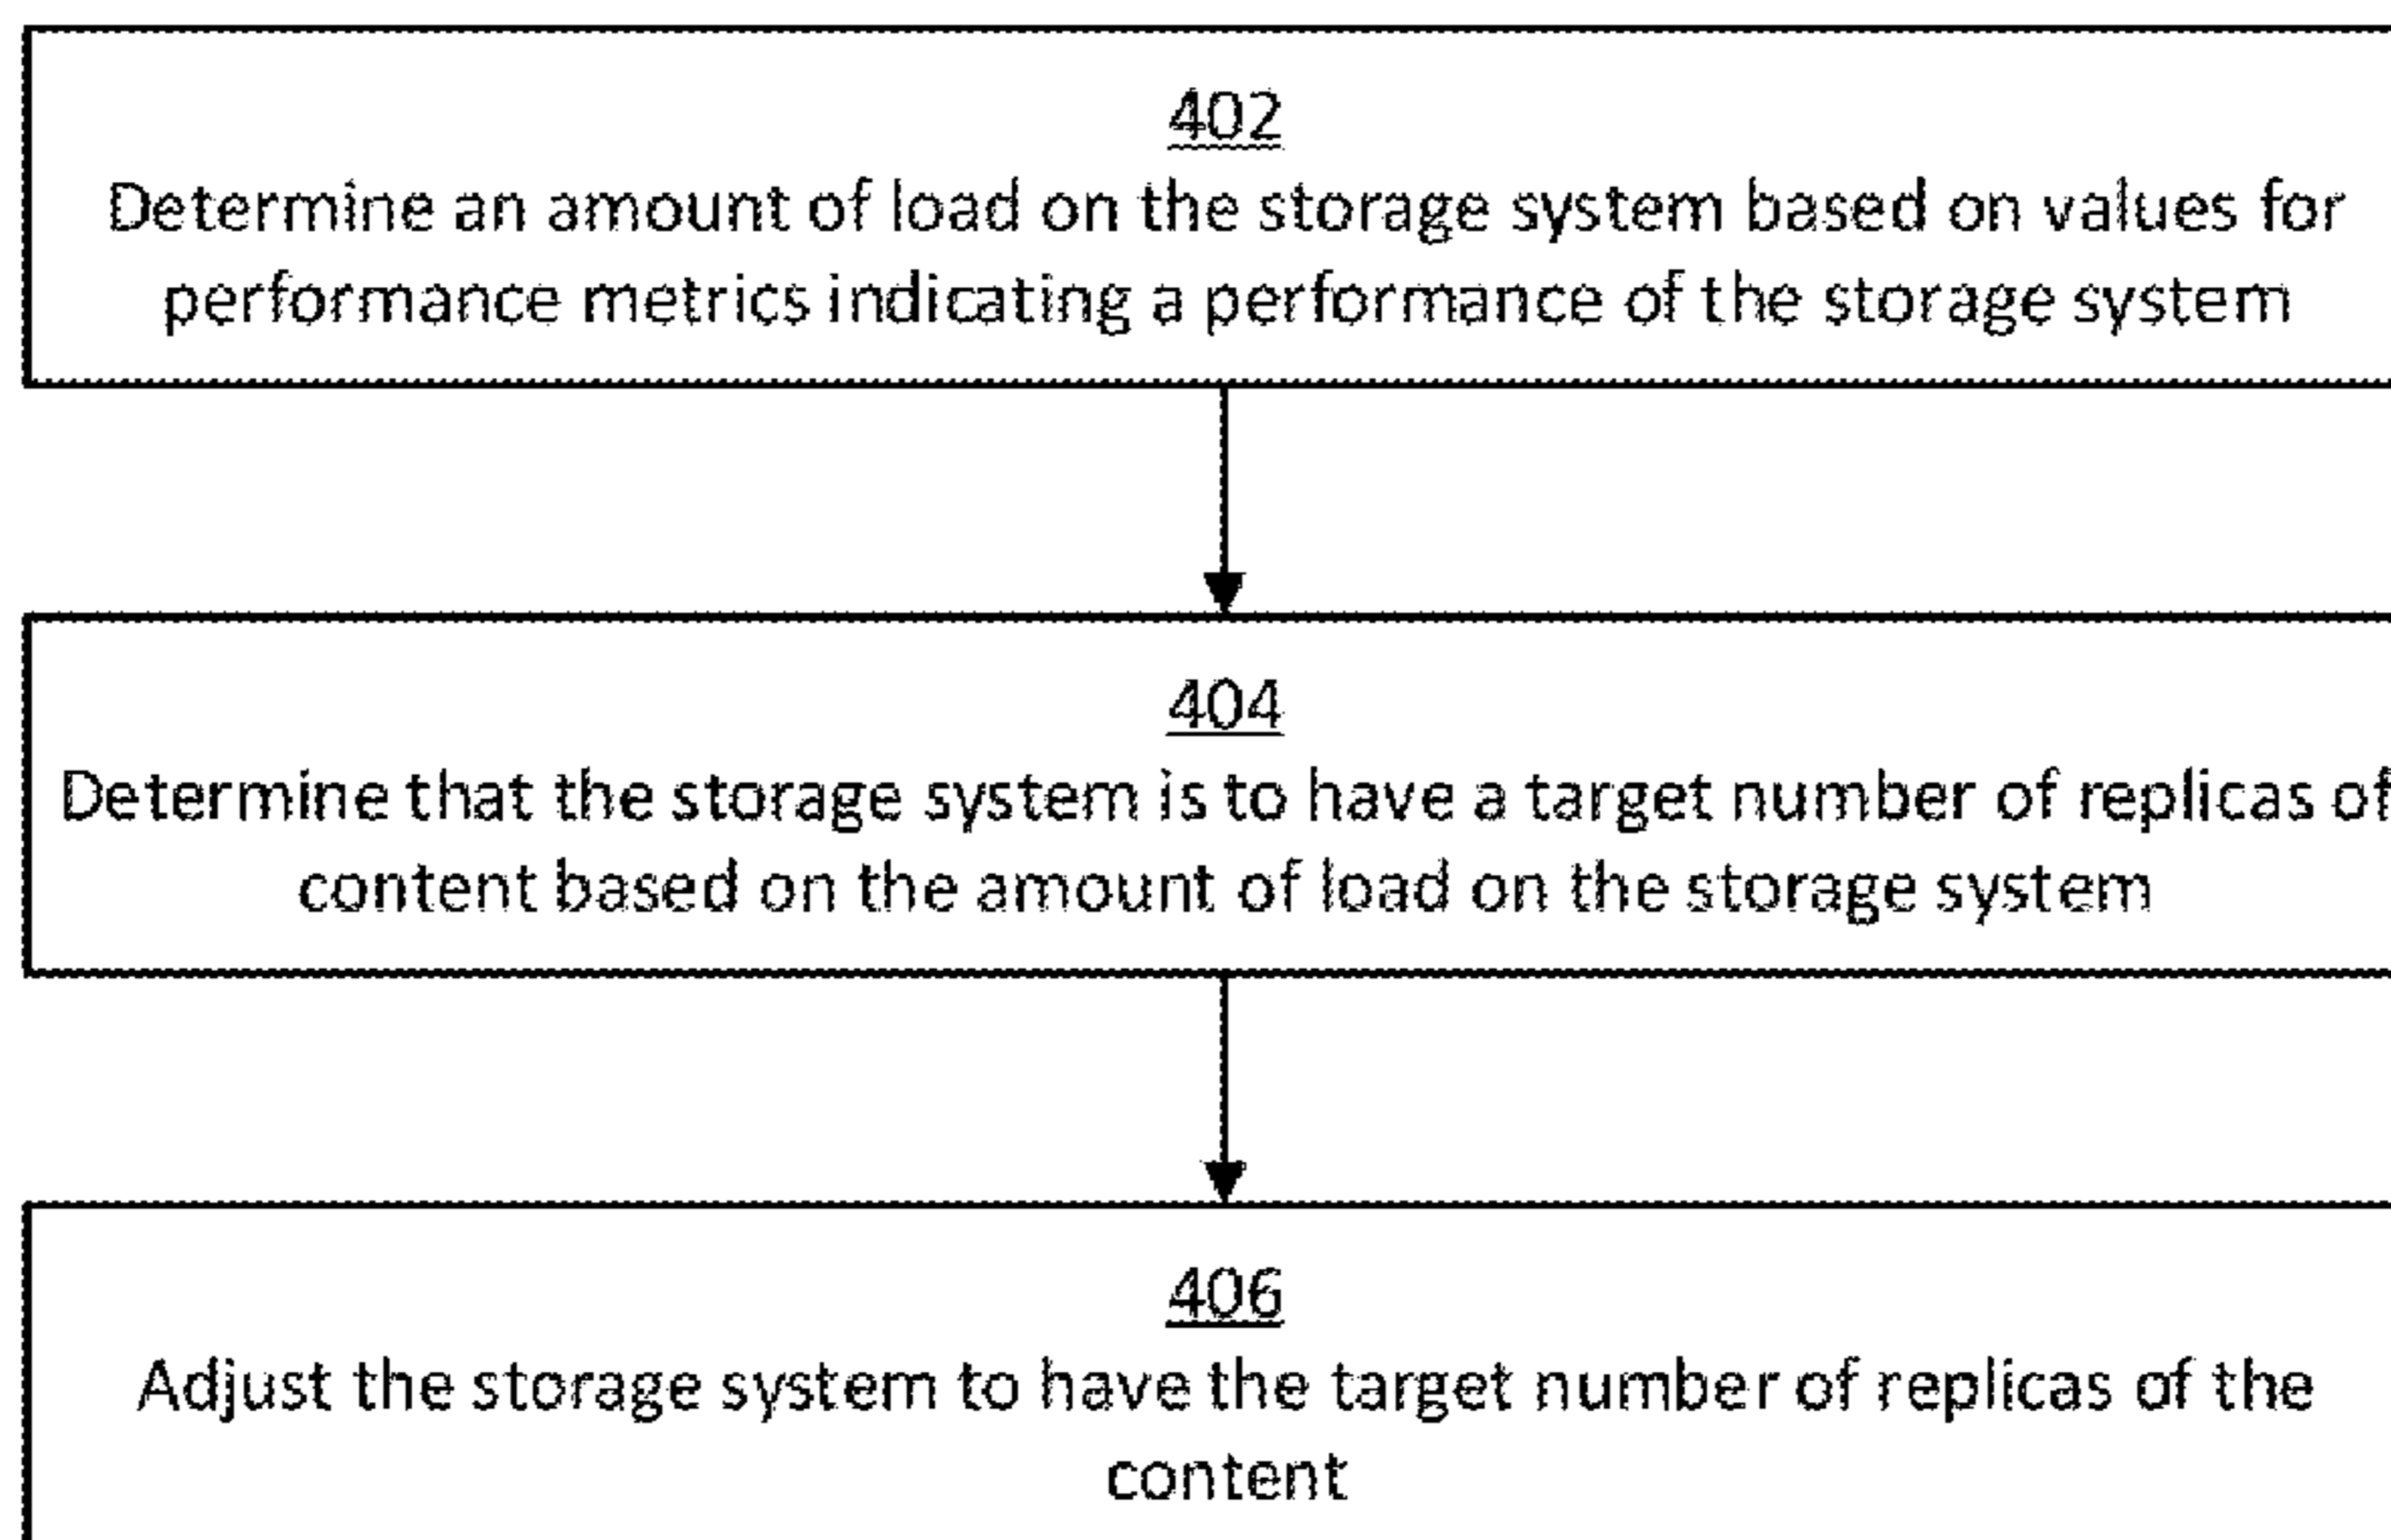 402
Determine an amount of load on the storage system based on values for
performance metrics indicating a performance of the storage system
404
Determine that the storage system is to have a target number of replicas of
content based on the amount of load on the storage system
406
Adjust the storage system to have the target number of replicas of the
content